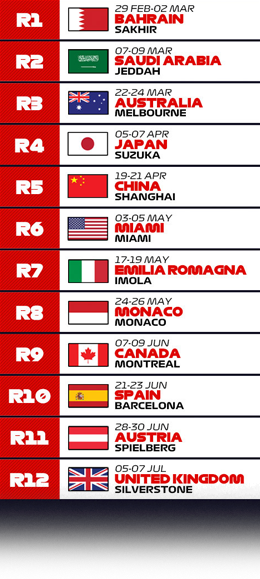 R1
29 FEB-02 MAR
BAHRAIN
SAKHIR
R2
07-09 MAR
SAUDI ARABIA
JEDDAH
R3
22-24 MAR
AUSTRALIA
MELBOURNE
R4
05-07 APR
JAPAN
SUZUKA
R5
19-21 APR
CHINA
SHANGHAI
R6
03-05 MAY
MIAMI
MIAMI
R7
17-19 MAY
EMILIA ROMAGNA
IMOLA
R8
24-26 MAY
MONACO
MONACO
R9
07-09 JUN
CANADA
MONTREAL
R10
21-23 JUN
SPAIN
BARCELONA
R11
28-30 JUN
AUSTRIA
SPIELBERG
R12
05-07 JUL
UNITED KINGDOM
SILVERSTONE